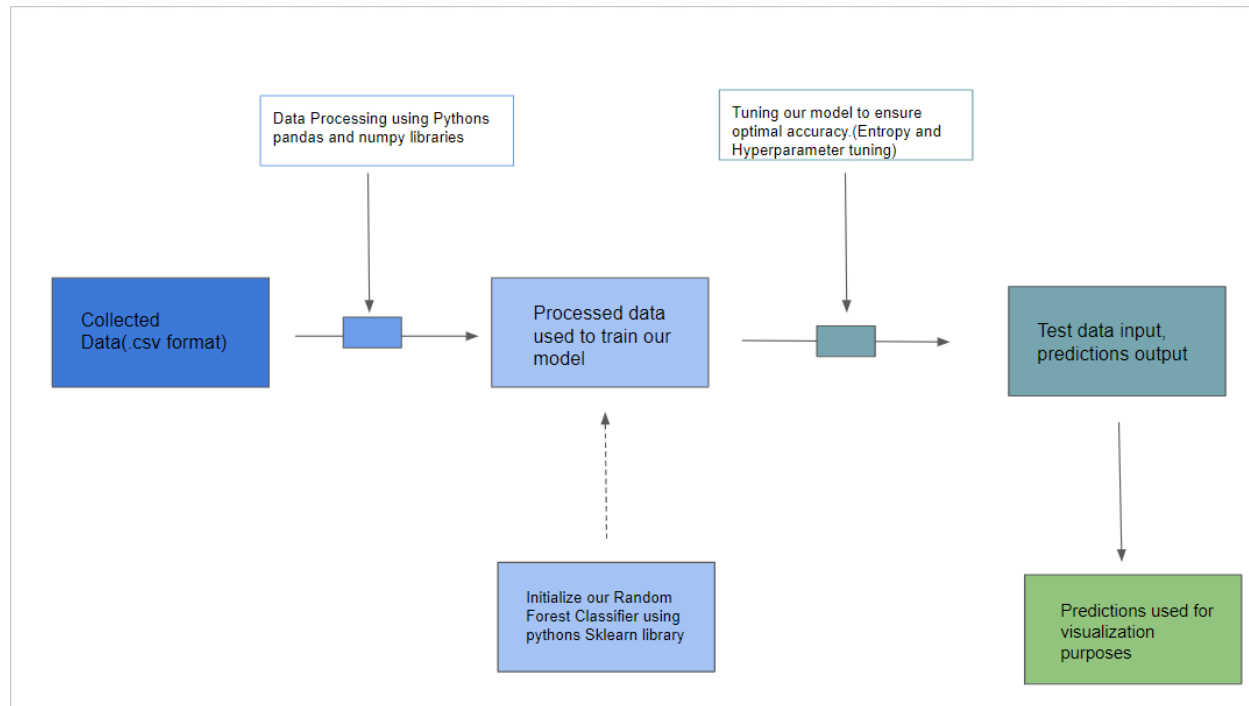 Data Processing using Pythons
pandas and numpy libraries
Tuning our model to ensure
optimal accuracy.(Entropy and
Hyperparameter tuning)
Collected
Data(.csv format)
Processed data
used to train our
model
Test data input,
predictions output
Initialize our Random
Forest Classifier using
pythons Sklearn library
Predictions used for
visualization
purposes